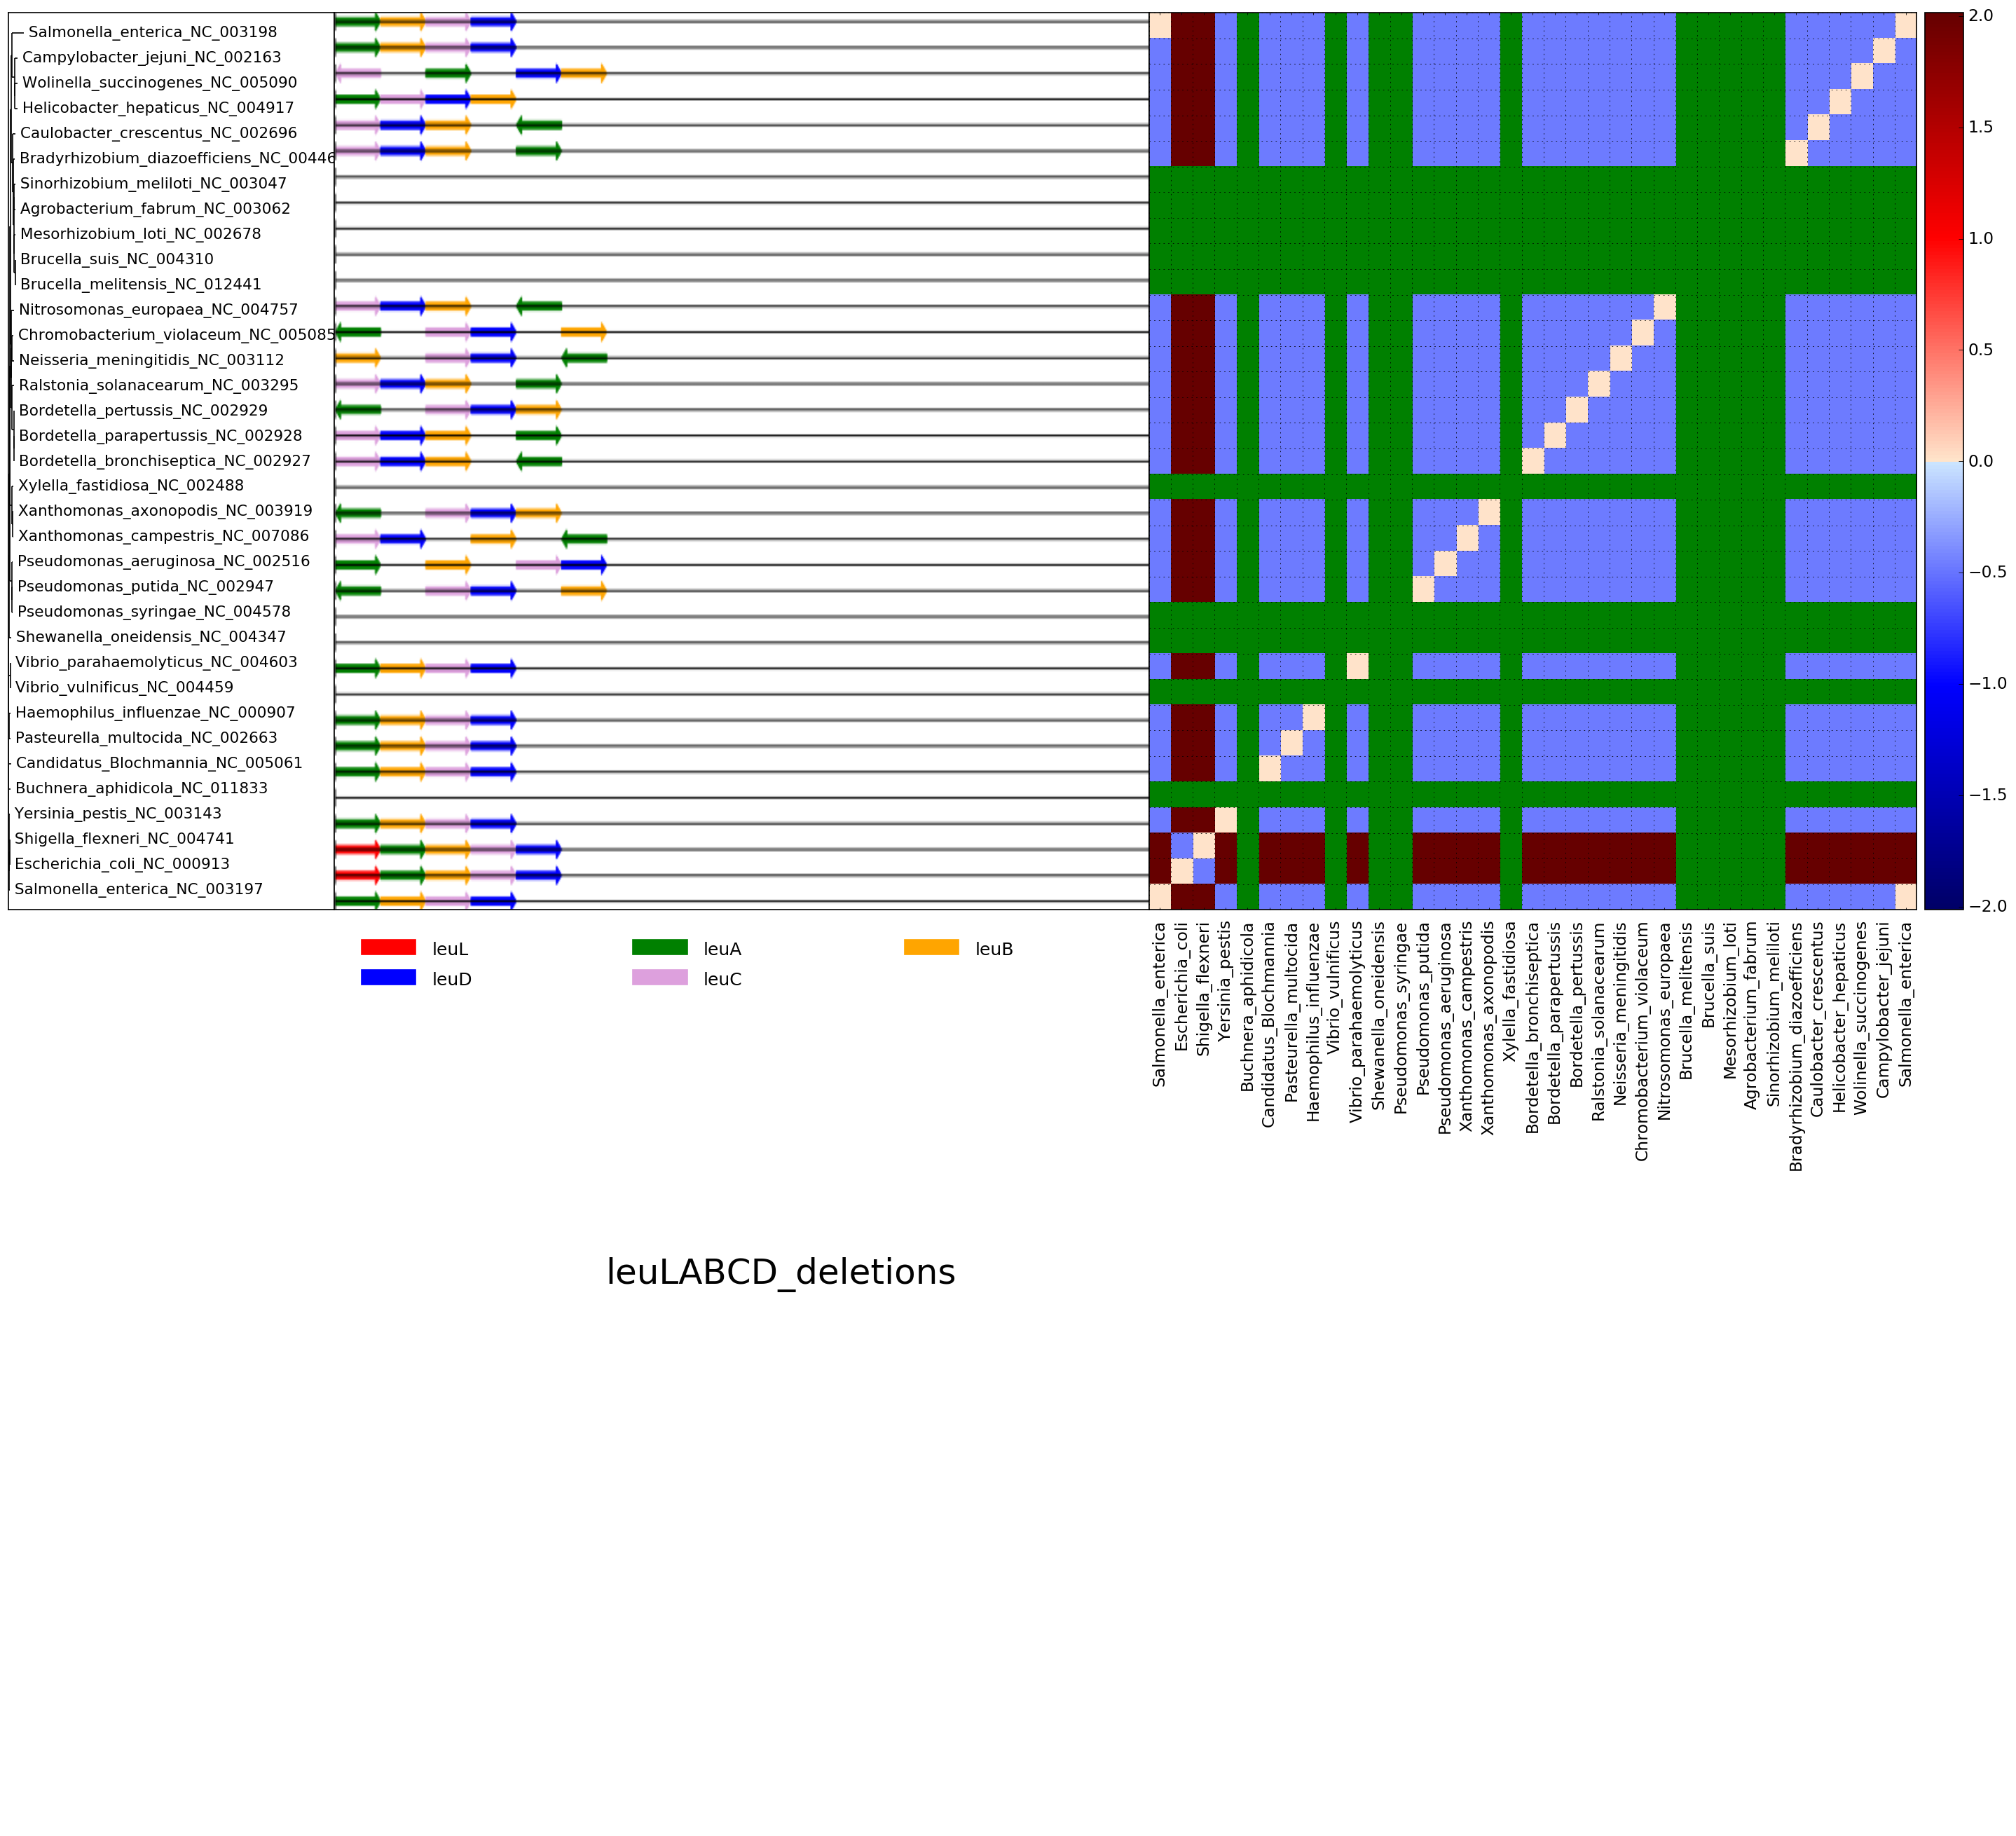 Salmonella_enterica_NC_003198
Campylobacter_jejuni_NC_002163
Wolinella_succinogenes_NC_005090
Helicobacter_hepaticus_NC_004917
Caulobacter_crescentus_NC_002696
Bradyrhizobium_diazoefficiens_NC_00446
Sinorhizobium_meliloti_NC_003047
Agrobacterium_fabrum_NC_003062
Mesorhizobium_loti_NC_002678
Brucella_suis_NC_004310
Brucella_melitensis_NC_012441
Nitrosomonas_europaea_NC_004757
Chromobacterium_violaceum_NC_005085
Neisseria_meningitidis_NC_003112
Ralstonia_solanacearum_NC_003295
Bordetella_pertussis_NC_002929
Bordetella_parapertussis_NC_002928
Bordetella_bronchiseptica_NC_002927
Xylella_fastidiosa_NC_002488
Xanthomonas_axonopodis_NC_003919
Xanthomonas_campestris_NC_007086
Pseudomonas_aeruginosa_NC_002516
Pseudomonas_putida_NC_002947
Pseudomonas_syringae_NC_004578
Shewanella_oneidensis_NC_004347
Vibrio_parahaemolyticus_NC_004603
Vibrio_vulnificus_NC_004459
Haemophilus_influenzae_NC_000907
Pasteurella_multocida_NC_002663
Candidatus_Blochmannia_NC_005061
Buchnera_aphidicola_NC_011833
Yersinia_pestis_NC_003143
Shigella_flexneri_NC_004741
Escherichia_coli_NC_000913
Salmonella_enterica_NC_003197
2.0
1.5
1.0
0.5
0.0
−0.5
−1.0
−1.5
−2.0
Salmonella_enterica
Escherichia_coli
Shigella_flexneri
Yersinia_pestis
Buchnera_aphidicola
Candidatus_Blochmannia
Pasteurella_multocida
Haemophilus_influenzae
Vibrio_vulnificus
Vibrio_parahaemolyticus
Shewanella_oneidensis
Pseudomonas_syringae
Pseudomonas_putida
Pseudomonas_aeruginosa
Xanthomonas_campestris
Xanthomonas_axonopodis
Xylella_fastidiosa
Bordetella_bronchiseptica
Bordetella_parapertussis
Bordetella_pertussis
Ralstonia_solanacearum
Neisseria_meningitidis
Chromobacterium_violaceum
Nitrosomonas_europaea
Brucella_melitensis
Brucella_suis
Mesorhizobium_loti
Agrobacterium_fabrum
Sinorhizobium_meliloti
Bradyrhizobium_diazoefficiens
Caulobacter_crescentus
Helicobacter_hepaticus
Wolinella_succinogenes
Campylobacter_jejuni
Salmonella_enterica
leuL leuA leuB
leuD leuC
leuLABCD_deletions